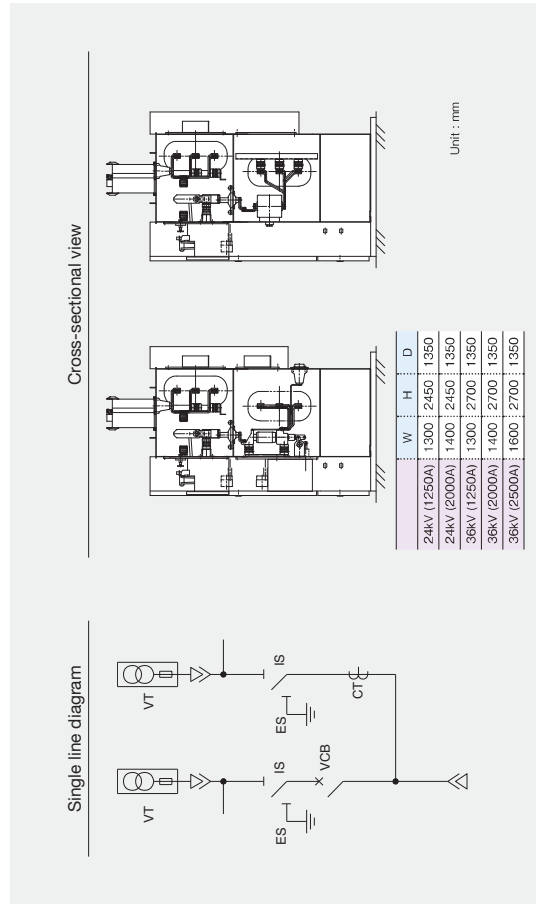 Single line diagram
VT
VT
ES
IS
VCB
ES
IS
CT
Cross-sectional view
W H D
24kV (1250A) 1300 2450 1350
24kV (2000A) 1400 2450 1350
36kV (1250A) 1300 2700 1350
36kV (2000A) 1400 2700 1350
36kV (2500A) 1600 2700 1350
Unit : mm